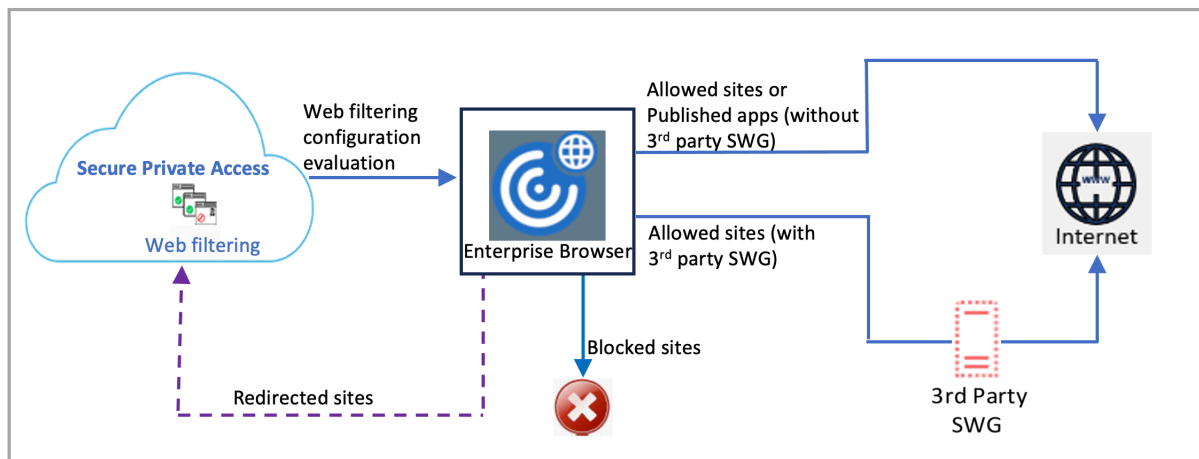 Secure Private Access
Web filtering
Web filtering
configuration
evaluation
Enterprise Browser
Allowed sites or
Published apps (without
3rd party SWG)
Allowed sites (with
3rd party SWG)
www
Internet
Blocked sites
Redirected sites
3rd Party
SWG